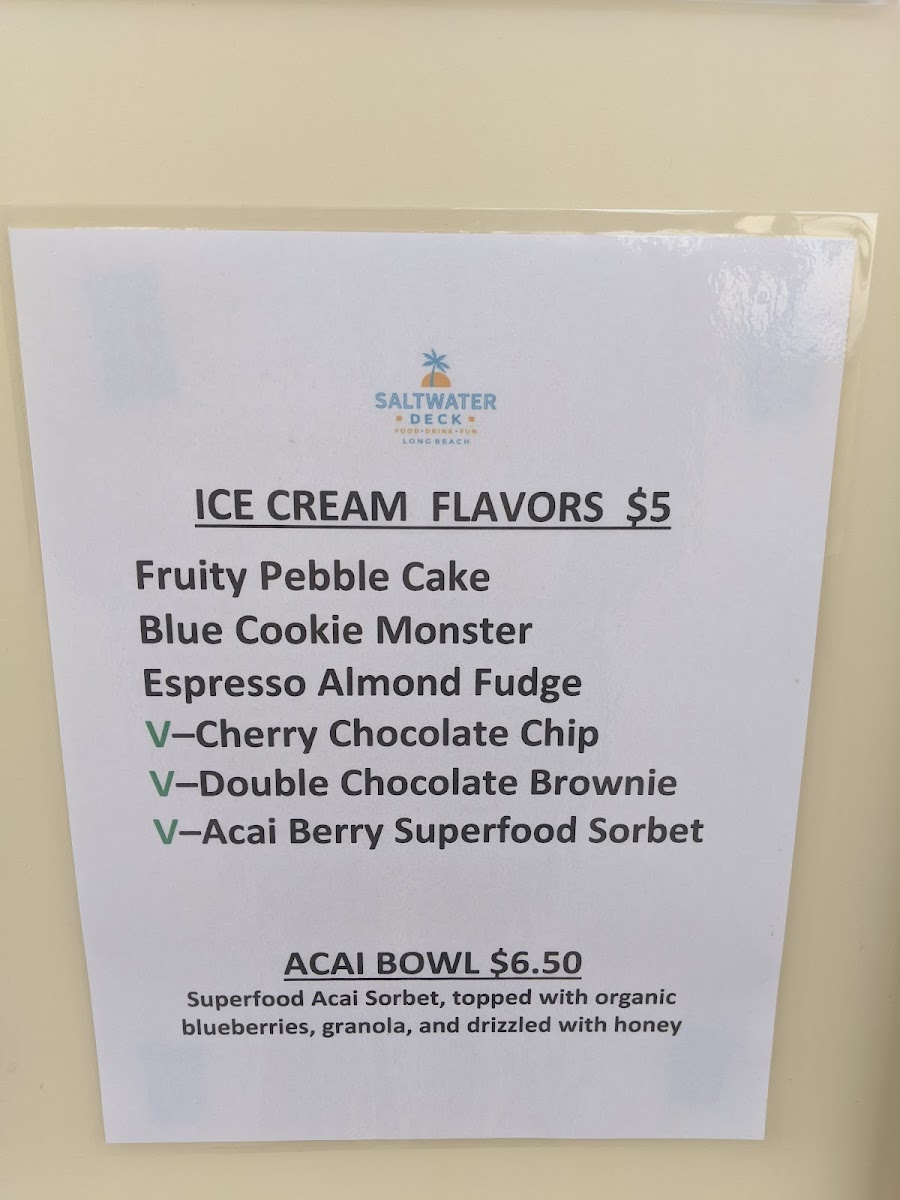 SALTWATER
DECK
FOOD•DRINK•FUN
LONG BEACH
ICE CREAM FLAVORS $5
Fruity Pebble Cake
Blue Cookie Monster
Espresso Almond Fudge
V–Cherry Chocolate Chip
V–Double Chocolate Brownie
V–Acai Berry Superfood Sorbet
ACAI BOWL $6.50
Superfood Acai Sorbet, topped with organic
blueberries, granola, and drizzled with honey